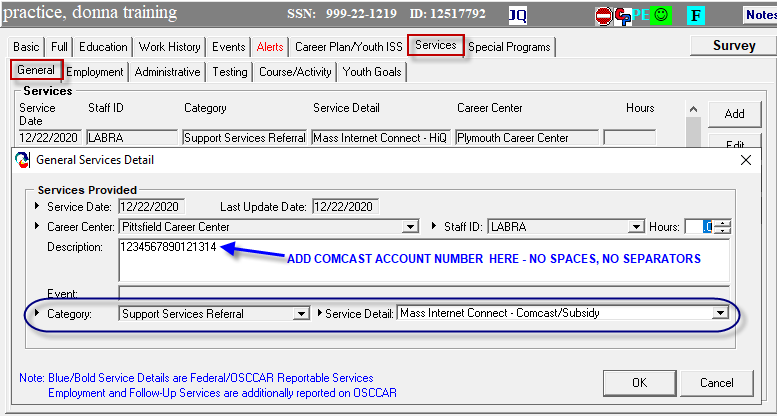 practice, donna training SSN: 999-22-1219 ID: 12517792 JQ PE F Notes
Basic Full Education Work History Events Alerts Career Plan/Youth ISS Services Special Programs Survey
General Employment Administrative Testing Course/Activity Youth Goals
Services
Service Date Staff ID Category Service Detail Career Center Hours
12/22/2020 LABRA Support Services Referral Mass Internet Connect - HiQ Plymouth Career Center
Add
Edit
General Services Detail
Services Provided
Service Date: 12/22/2020 Last Update Date: 12/22/2020
Career Center: Pittsfield Career Center Staff ID: LABRA Hours: .0
Description: 1234567890121314
ADD COMCAST ACCOUNT NUMBER HERE - NO SPACES, NO SEPARATORS
Event:
Category: Support Services Referral Service Detail: Mass Internet Connect - Comcast/Subsidy
Note: Blue/Bold Service Details are Federal/OSCCAR Reportable Services
Employment and Follow-Up Services are additionally reported on OSCCAR
OK Cancel